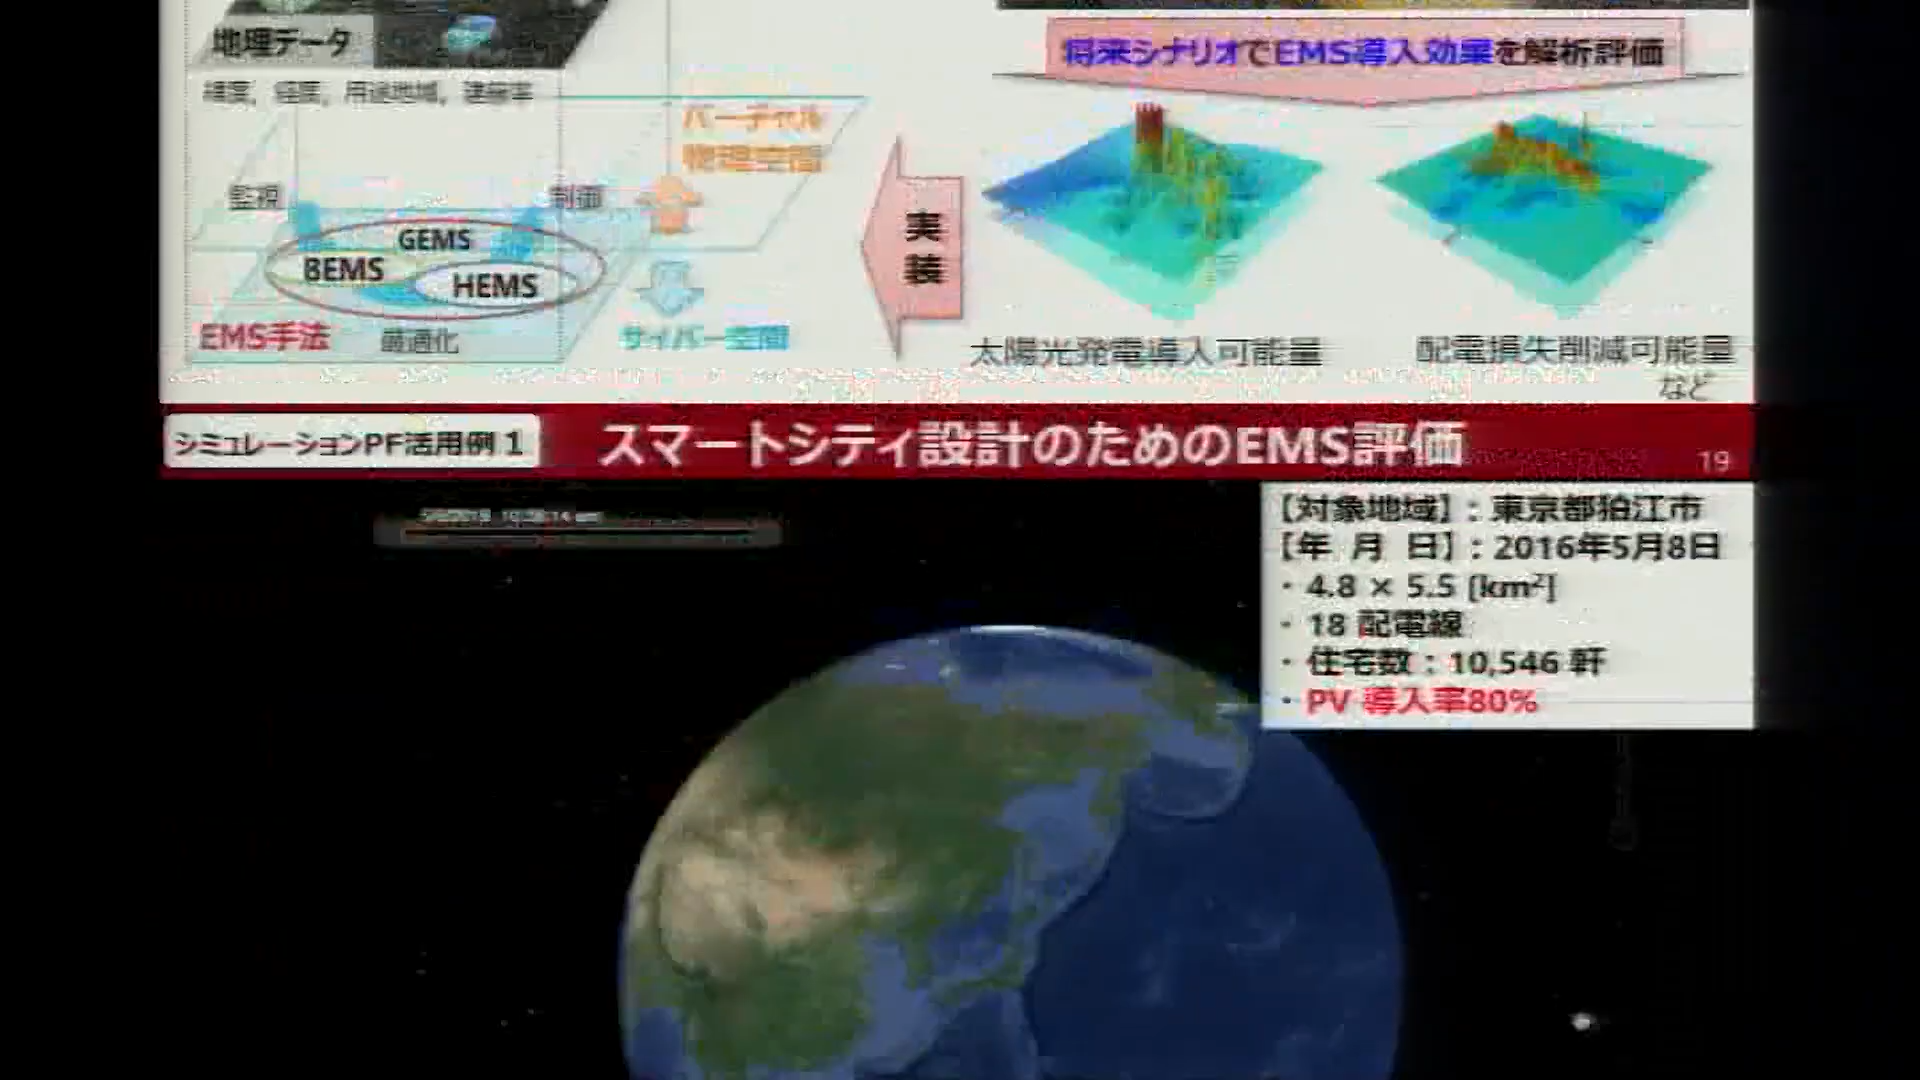 地理データ
緯度, 経度, 用途地域, 建蔽率
将来シナリオでEMS導入効果を解析評価
バーチャル
物理空間
監視
制御
GEMS
BEMS
HEMS
実装
EMS手法
最適化
サイバー空間
太陽光発電導入可能量
配電損失削減可能量
など
シミュレーションPF活用例 1
スマートシティ設計のためのEMS評価
19
【対象地域】: 東京都狛江市
【年 月 日】: 2016年5月8日
・ 4.8 × 5.5 [km²]
・ 18 配電線
・ 住宅数 : 10,546 軒
・ PV 導入率80%